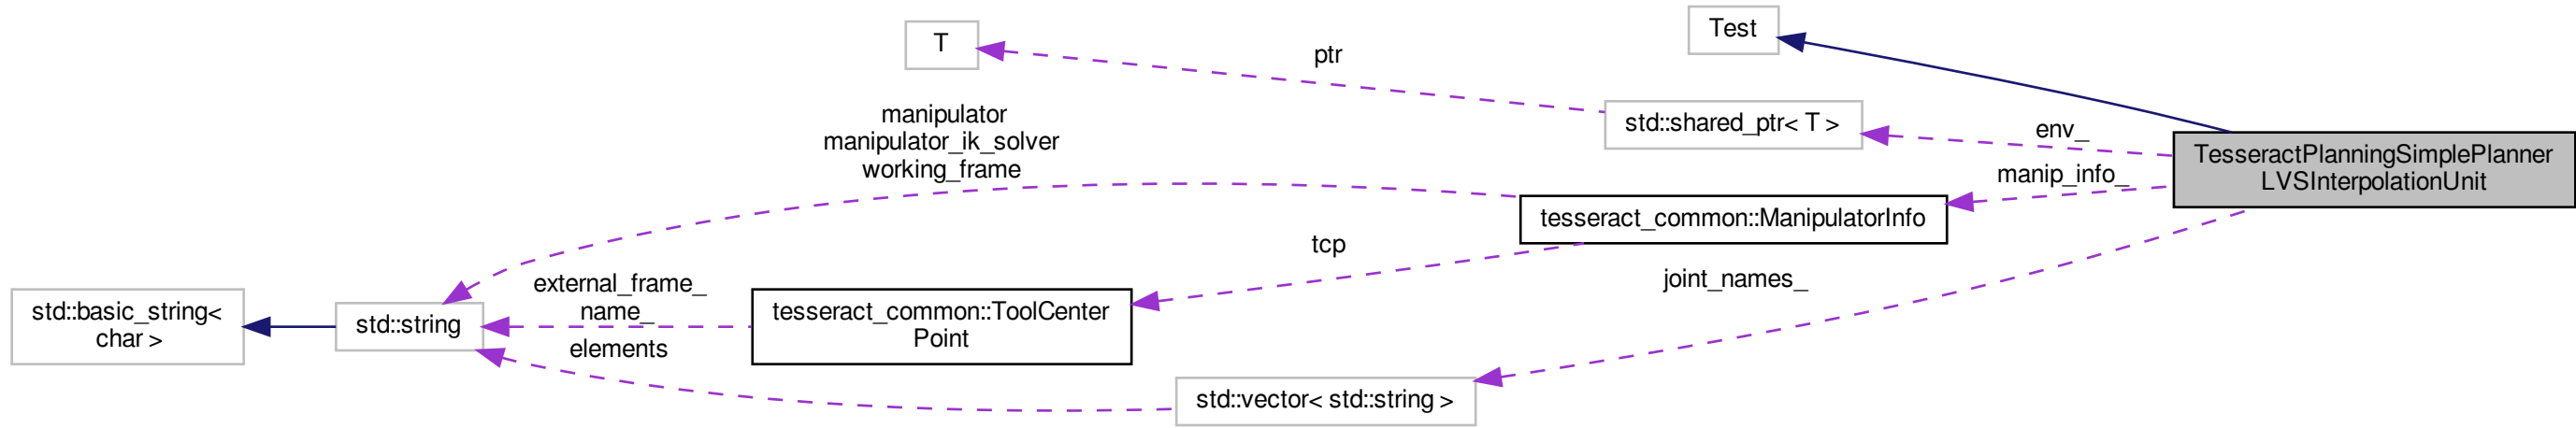 T
Test
ptr
std::shared_ptr< T >
env_
TesseractPlanningSimplePlanner
LVSInterpolationUnit
manipulator
manipulator_ik_solver
working_frame
manip_info_
tesseract_common::ManipulatorInfo
tcp
joint_names_
external_frame_
name_
std::basic_string<
char >
std::string
tesseract_common::ToolCenter
Point
elements
std::vector< std::string >